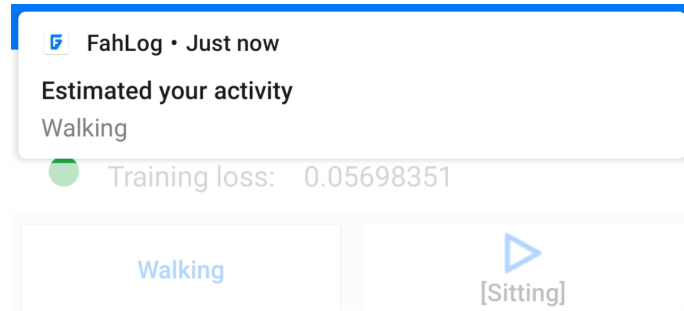 FahLog • Just now
Estimated your activity
Walking
Training loss: 0.05698351
Walking
[Sitting]